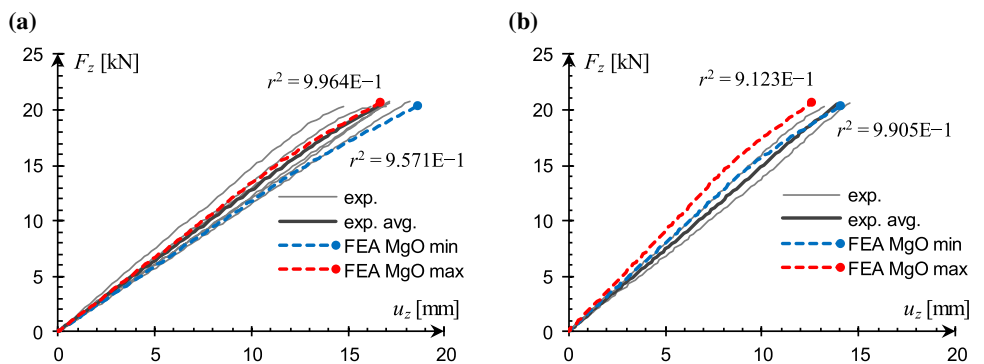 (a)
F_z [kN]
25
20
15
10
5
0
r² = 9.964E−1
r² = 9.571E−1
exp.
exp. avg.
FEA MgO min
FEA MgO max
u_z [mm]
0 5 10 15 20
(b)
F_z [kN]
25
20
15
10
5
0
r² = 9.123E−1
r² = 9.905E−1
exp.
exp. avg.
FEA MgO min
FEA MgO max
u_z [mm]
0 5 10 15 20